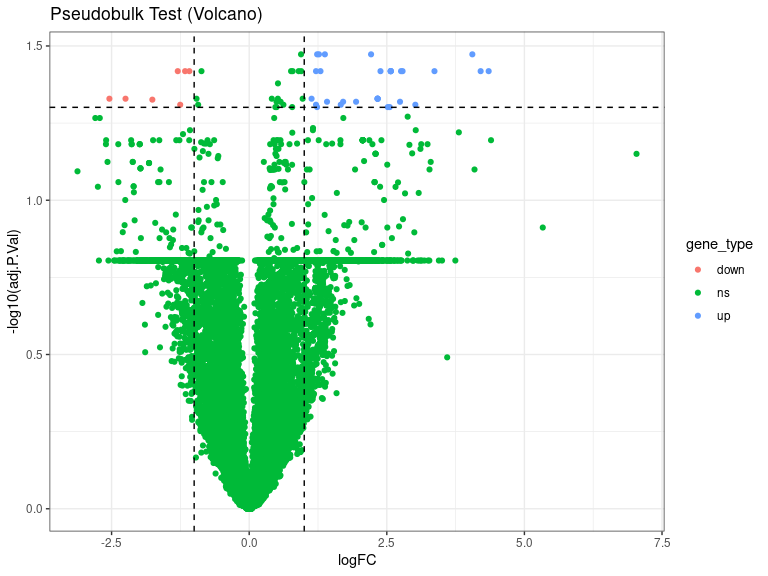 Pseudobulk Test (Volcano)
1.5
1.0
0.5
0.0
-log10(adj.P.Val)
-2.5 0.0 2.5 5.0 7.5
logFC
gene_type
down
ns
up